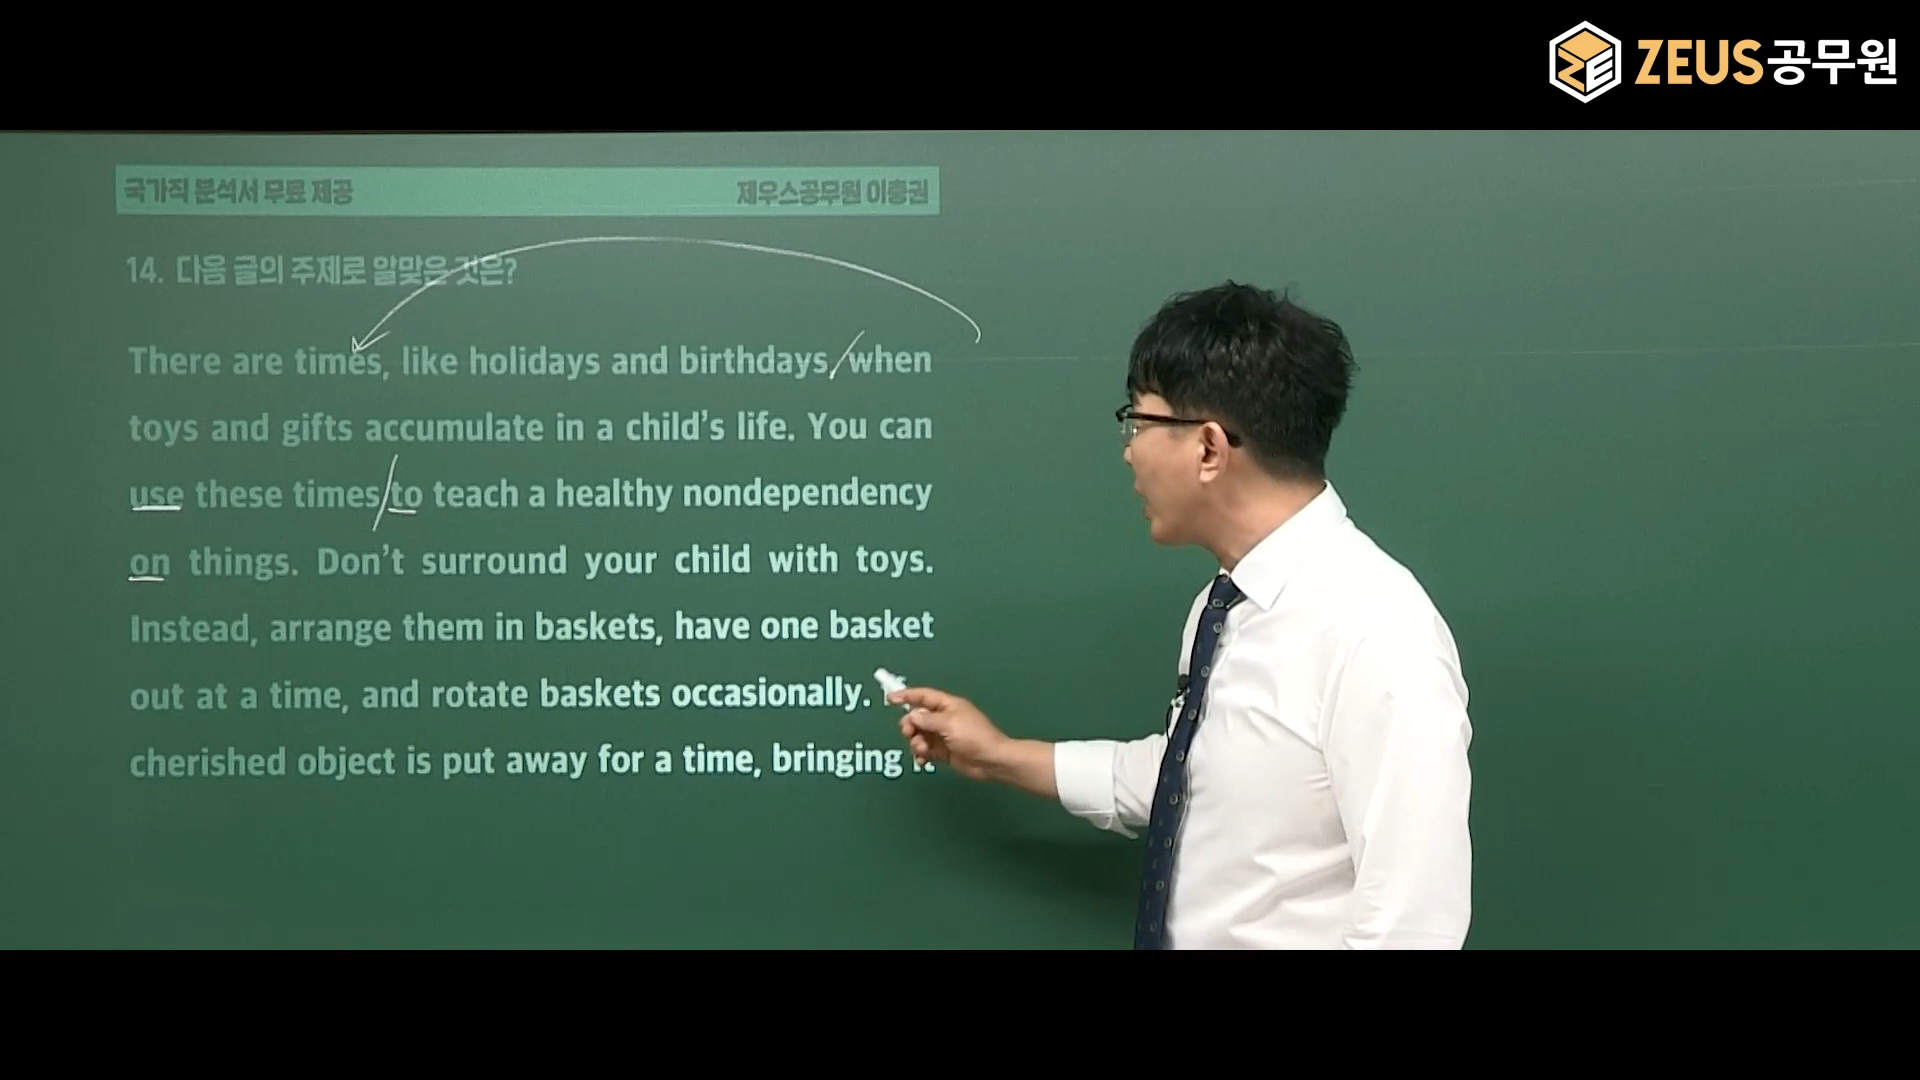 ZEUS공무원
국가직 분석서 무료 제공
제우스공무원 이흥권
14. 다음 글의 주제로 알맞은 것은?
There are times, like holidays and birthdays, when
toys and gifts accumulate in a child's life. You can
use these times to teach a healthy nondependency
on things. Don't surround your child with toys.
Instead, arrange them in baskets, have one basket
out at a time, and rotate baskets occasionally.
cherished object is put away for a time, bringing it